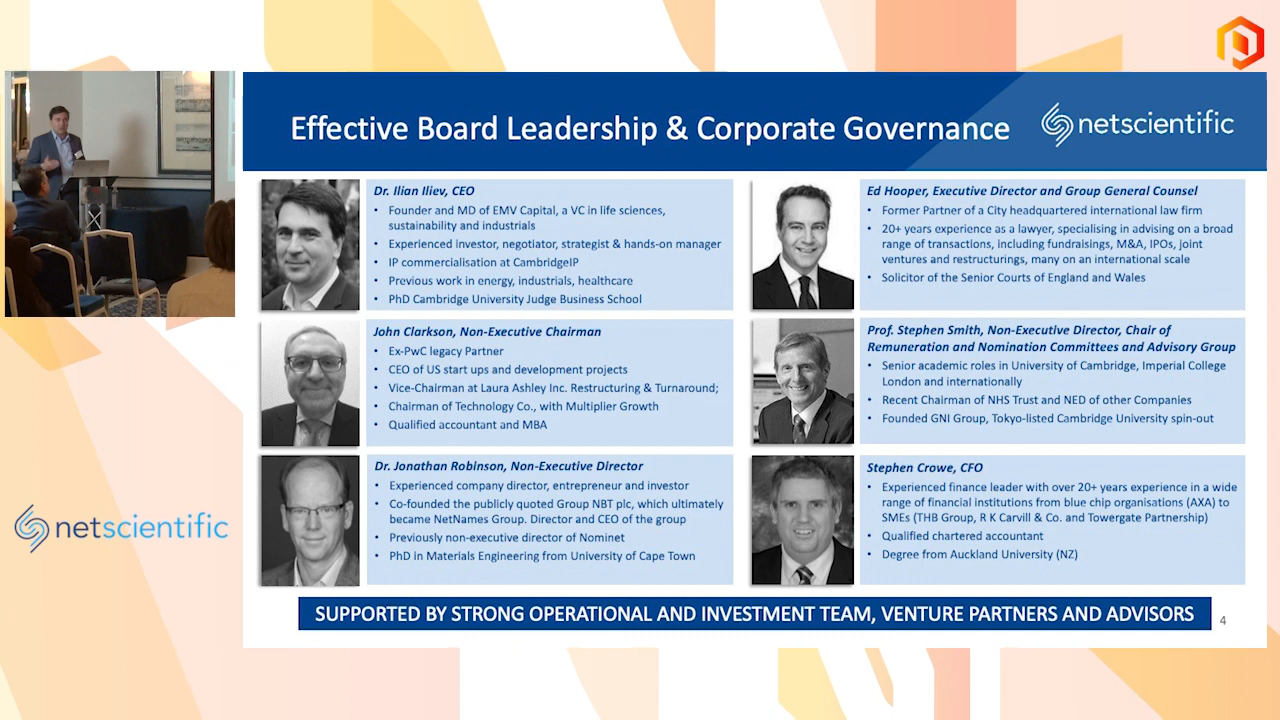 Effective Board Leadership & Corporate Governance
netscientific
Dr. Ilian Iliev, CEO
• Founder and MD of EMV Capital, a VC in life sciences,
sustainability and industrials
• Experienced investor, negotiator, strategist & hands-on manager
• IP commercialisation at CambridgeIP
• Previous work in energy, industrials, healthcare
• PhD Cambridge University Judge Business School
Ed Hooper, Executive Director and Group General Counsel
• Former Partner of a City headquartered international law firm
• 20+ years experience as a lawyer, specialising in advising on a broad
range of transactions, including fundraisings, M&A, IPOs, joint
ventures and restructurings, many on an international scale
• Solicitor of the Senior Courts of England and Wales
John Clarkson, Non-Executive Chairman
• Ex-PwC legacy Partner
• CEO of US start ups and development projects
• Vice-Chairman at Laura Ashley Inc. Restructuring & Turnaround;
• Chairman of Technology Co., with Multiplier Growth
• Qualified accountant and MBA
Prof. Stephen Smith, Non-Executive Director, Chair of
Remuneration and Nomination Committees and Advisory Group
• Senior academic roles in University of Cambridge, Imperial College
London and internationally
• Recent Chairman of NHS Trust and NED of other Companies
• Founded GNI Group, Tokyo-listed Cambridge University spin-out
Dr. Jonathan Robinson, Non-Executive Director
• Experienced company director, entrepreneur and investor
• Co-founded the publicly quoted Group NBT plc, which ultimately
became NetNames Group. Director and CEO of the group
• Previously non-executive director of Nominet
• PhD in Materials Engineering from University of Cape Town
Stephen Crowe, CFO
• Experienced finance leader with over 20+ years experience in a wide
range of financial institutions from blue chip organisations (AXA) to
SMEs (THB Group, R K Carvill & Co. and Towergate Partnership)
• Qualified chartered accountant
• Degree from Auckland University (NZ)
SUPPORTED BY STRONG OPERATIONAL AND INVESTMENT TEAM, VENTURE PARTNERS AND ADVISORS
4
netscientific